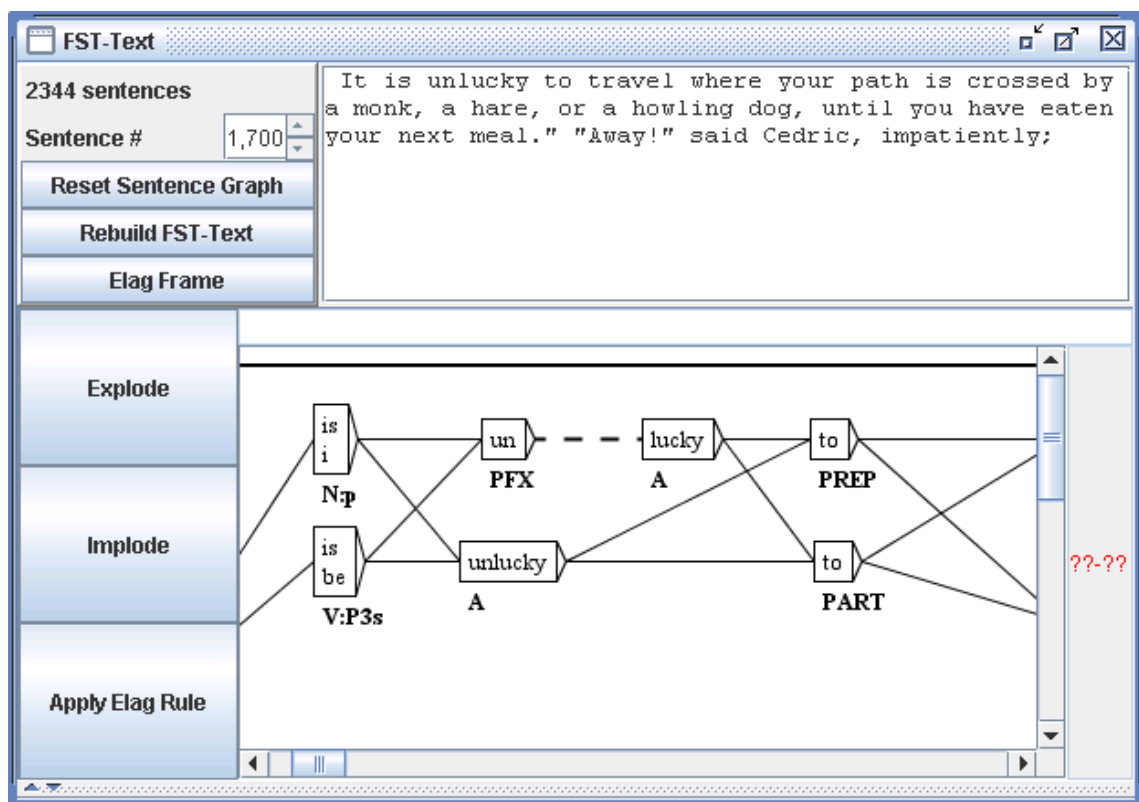 FST-Text
2344 sentences
Sentence # 1,700
Reset Sentence Graph
Rebuild FST-Text
Elag Frame
It is unlucky to travel where your path is crossed by
a monk, a hare, or a howling dog, until you have eaten
your next meal." "Away!" said Cedric, impatiently;
Explode
Implode
Apply Elag Rule
is
i
N:p
un
PFX
lucky
A
to
PREP
is
be
V:P3s
unlucky
A
to
PART
??-??